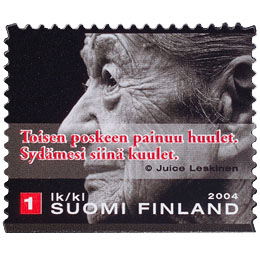 Toisen poskeen painuu huulet.
Sydämesi siinä kuulet.
© Juice Leskinen
1 lk/kl 2004
SUOMI FINLAND